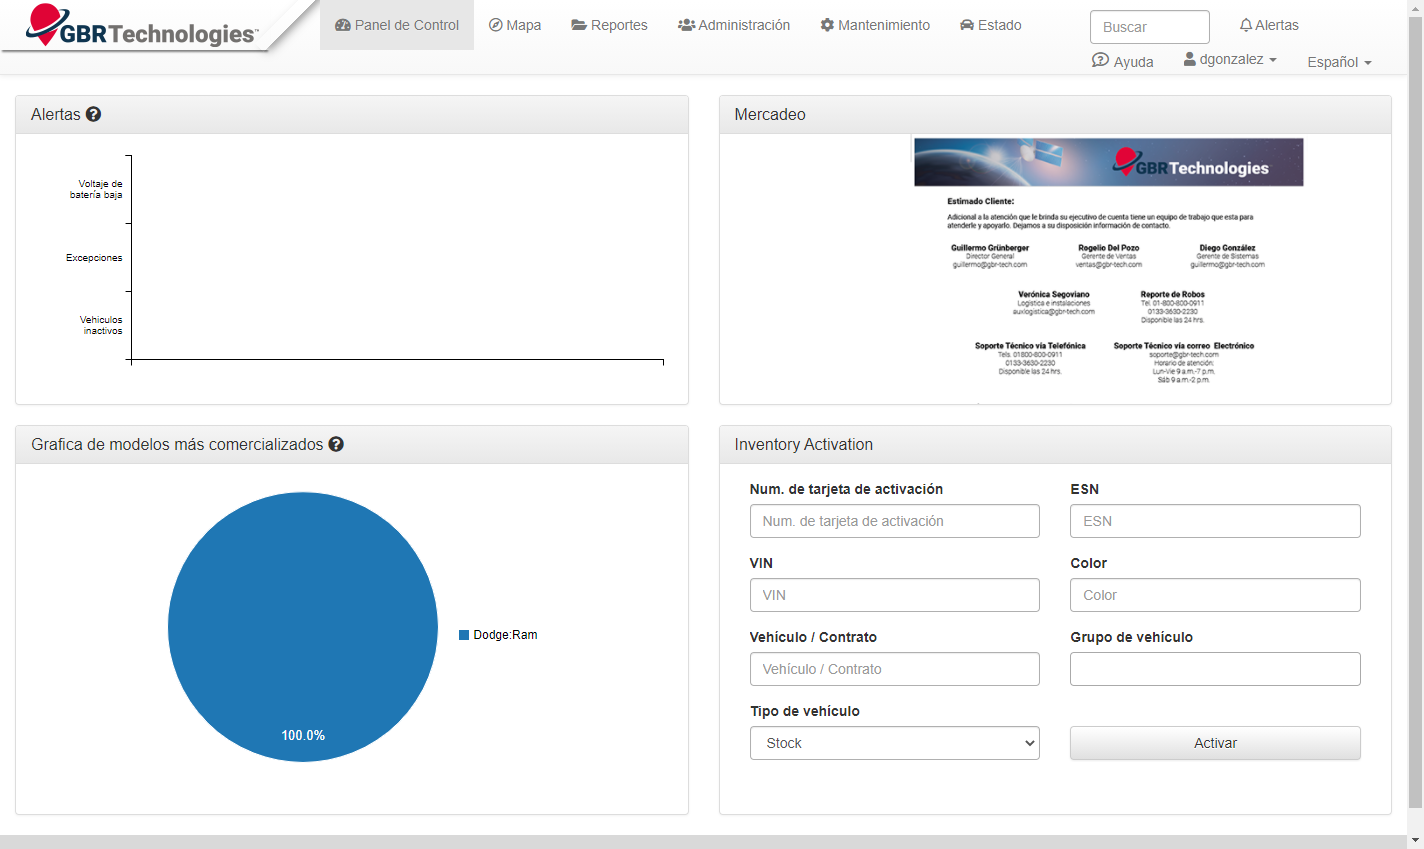 GBRTechnologies™
Panel de Control
Mapa
Reportes
Administración
Mantenimiento
Estado
Buscar
Alertas
Ayuda
dgonzalez
Español
Alertas
Voltaje de
batería baja
Excepciones
Vehiculos
inactivos
Mercadeo
GBRTechnologies
Estimado Cliente:
Adicional a la atención que le brinda su ejecutivo de cuenta tiene un equipo de trabajo que esta para
atenderle y apoyarlo. Dejamos a su disposición información de contacto.
Guillermo Grünberger
Director General
guillermo@gbr-tech.com
Rogelio Del Pozo
Gerente de Ventas
ventas@gbr-tech.com
Diego González
Gerente de Sistemas
guillermo@gbr-tech.com
Verónica Segoviano
Logística e instalaciones
auxlogistica@gbr-tech.com
Reporte de Robos
Tel. 01-800-800-0911
0133-3630-2230
Disponible las 24 hrs.
Soporte Técnico vía Telefónica
Tels. 01800-800-0911
0133-3630-2230
Disponible las 24 hrs.
Soporte Técnico vía correo Electrónico
soporte@gbr-tech.com
Horario de atención:
Lun-Vie 9 a.m.-7 p.m.
Sáb 9 a.m.-2 p.m.
Grafica de modelos más comercializados
100.0%
Dodge:Ram
Inventory Activation
Num. de tarjeta de activación
ESN
Num. de tarjeta de activación
ESN
VIN
Color
VIN
Color
Vehículo / Contrato
Grupo de vehículo
Vehículo / Contrato
Tipo de vehículo
Stock
Activar